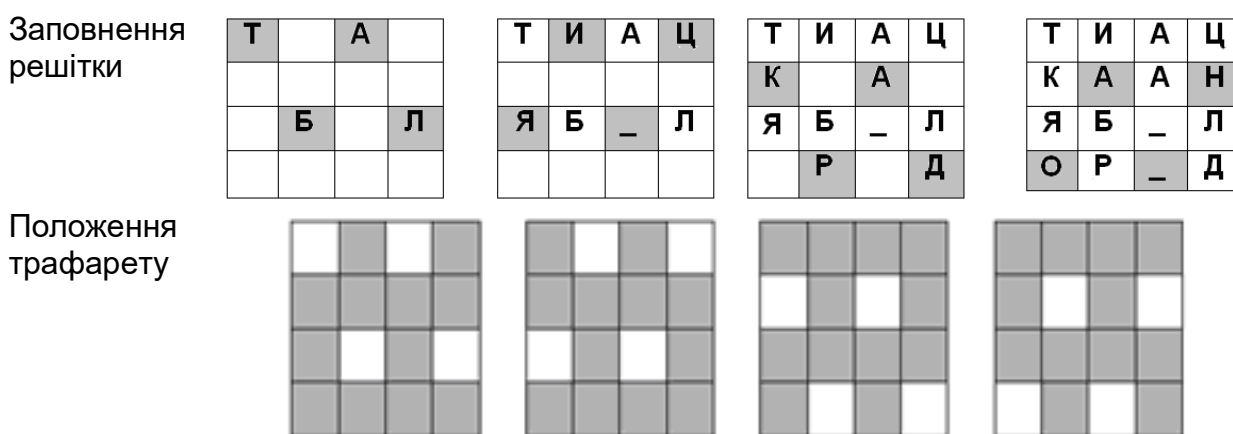 Заповнення
решітки
Т А
Б Л
Т И А Ц
Я Б _ Л
Т И А Ц
К А
Я Б _ Л
Р Д
Т И А Ц
К А А Н
Я Б _ Л
О Р _ Д
Положення
трафарету